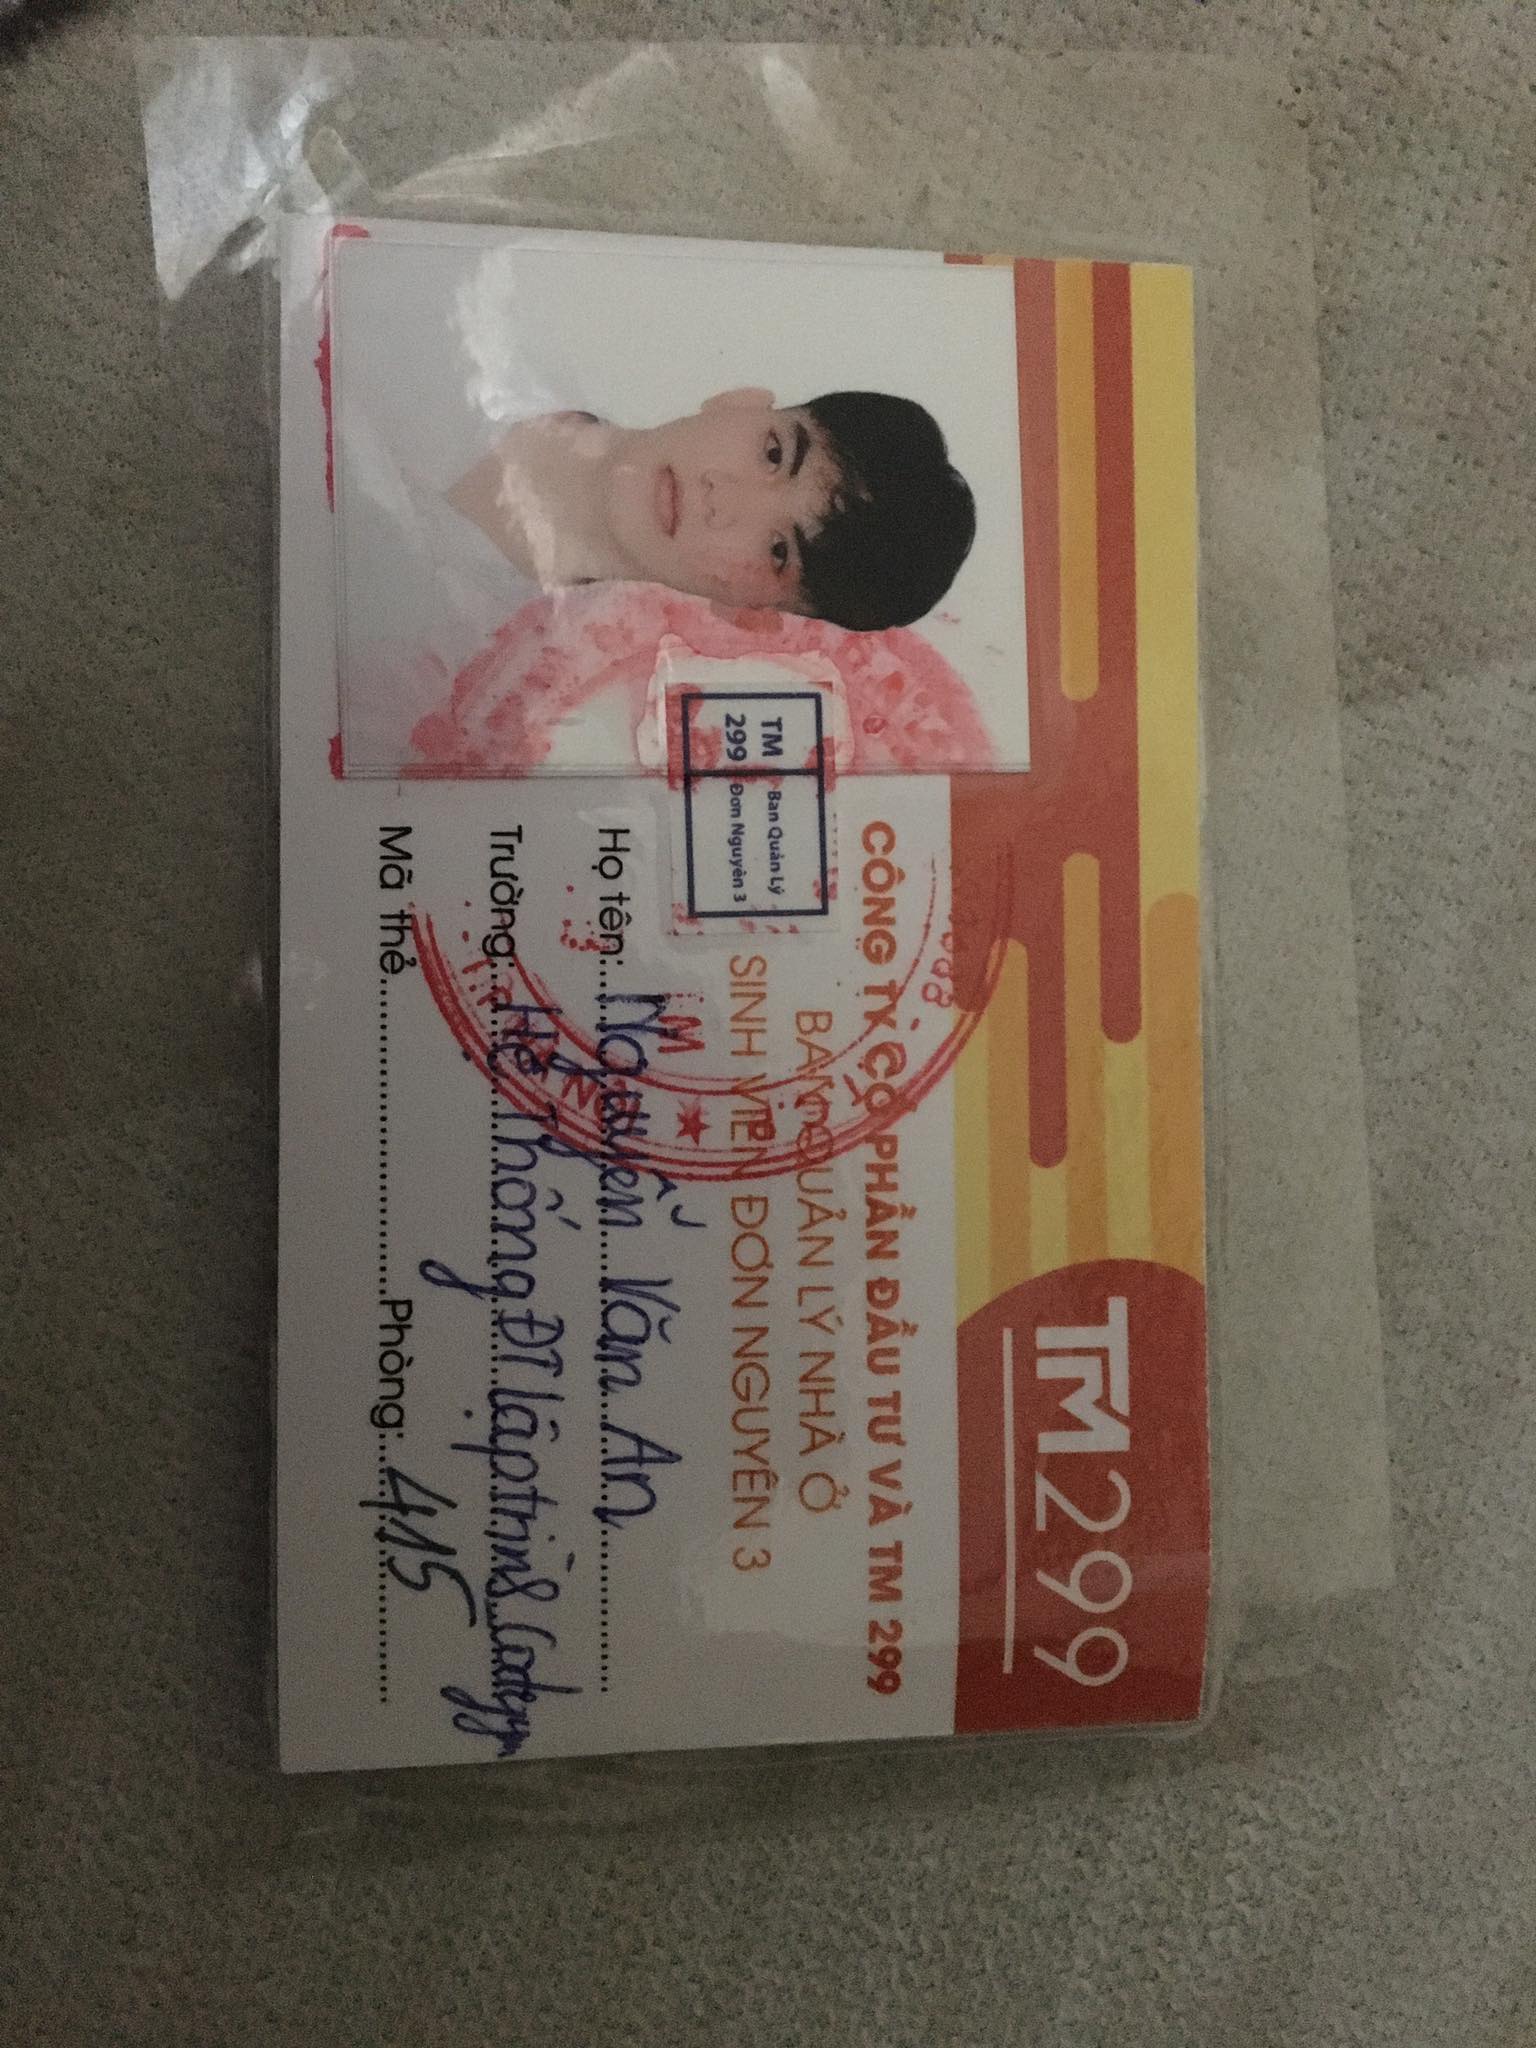 TM299
CÔNG TY CỔ PHẦN ĐẦU TƯ VÀ TM 299
BAN QUẢN LÝ NHÀ Ở
SINH VIÊN ĐƠN NGUYÊN 3
TM Ban Quản Lý
299 Đơn Nguyên 3
Họ tên: Nguyễn Văn An
Trường: Hệ Thống ĐT lập trình Codegym
Mã thẻ Phòng: 415